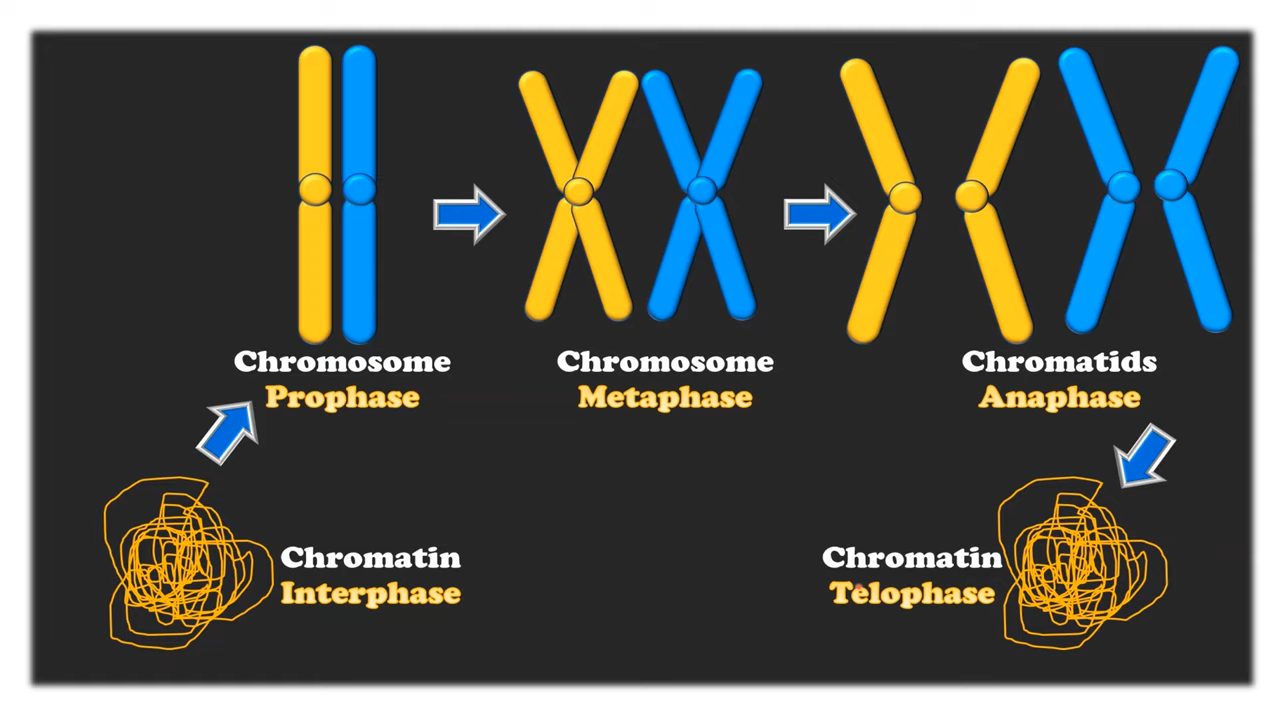 Chromosome
Prophase
Chromosome
Metaphase
Chromatids
Anaphase
Chromatin
Interphase
Chromatin
Telophase